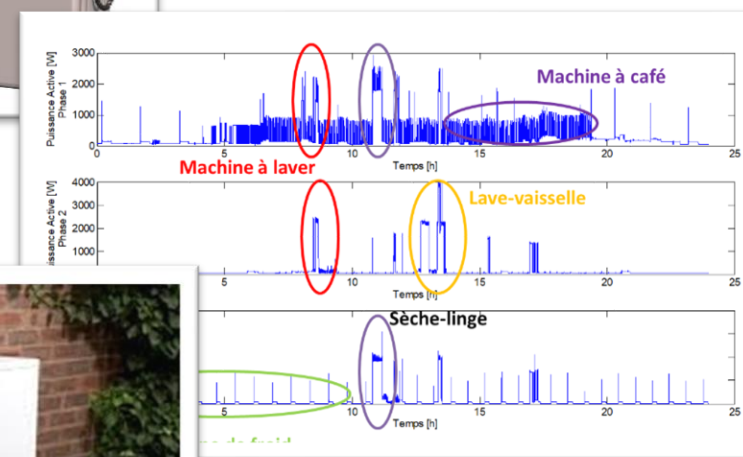 3000
2000
1000
0
Puissance Active [W]
Phase 1
Machine à café
0
5
10
15
20
25
Temps [h]
Machine à laver
4000
3000
2000
1000
Phase 2
Active [W]
Lave-vaisselle
5
10
15
20
25
Temps [h]
Sèche-linge
5
10
15
20
25
Temps [h]
de froid